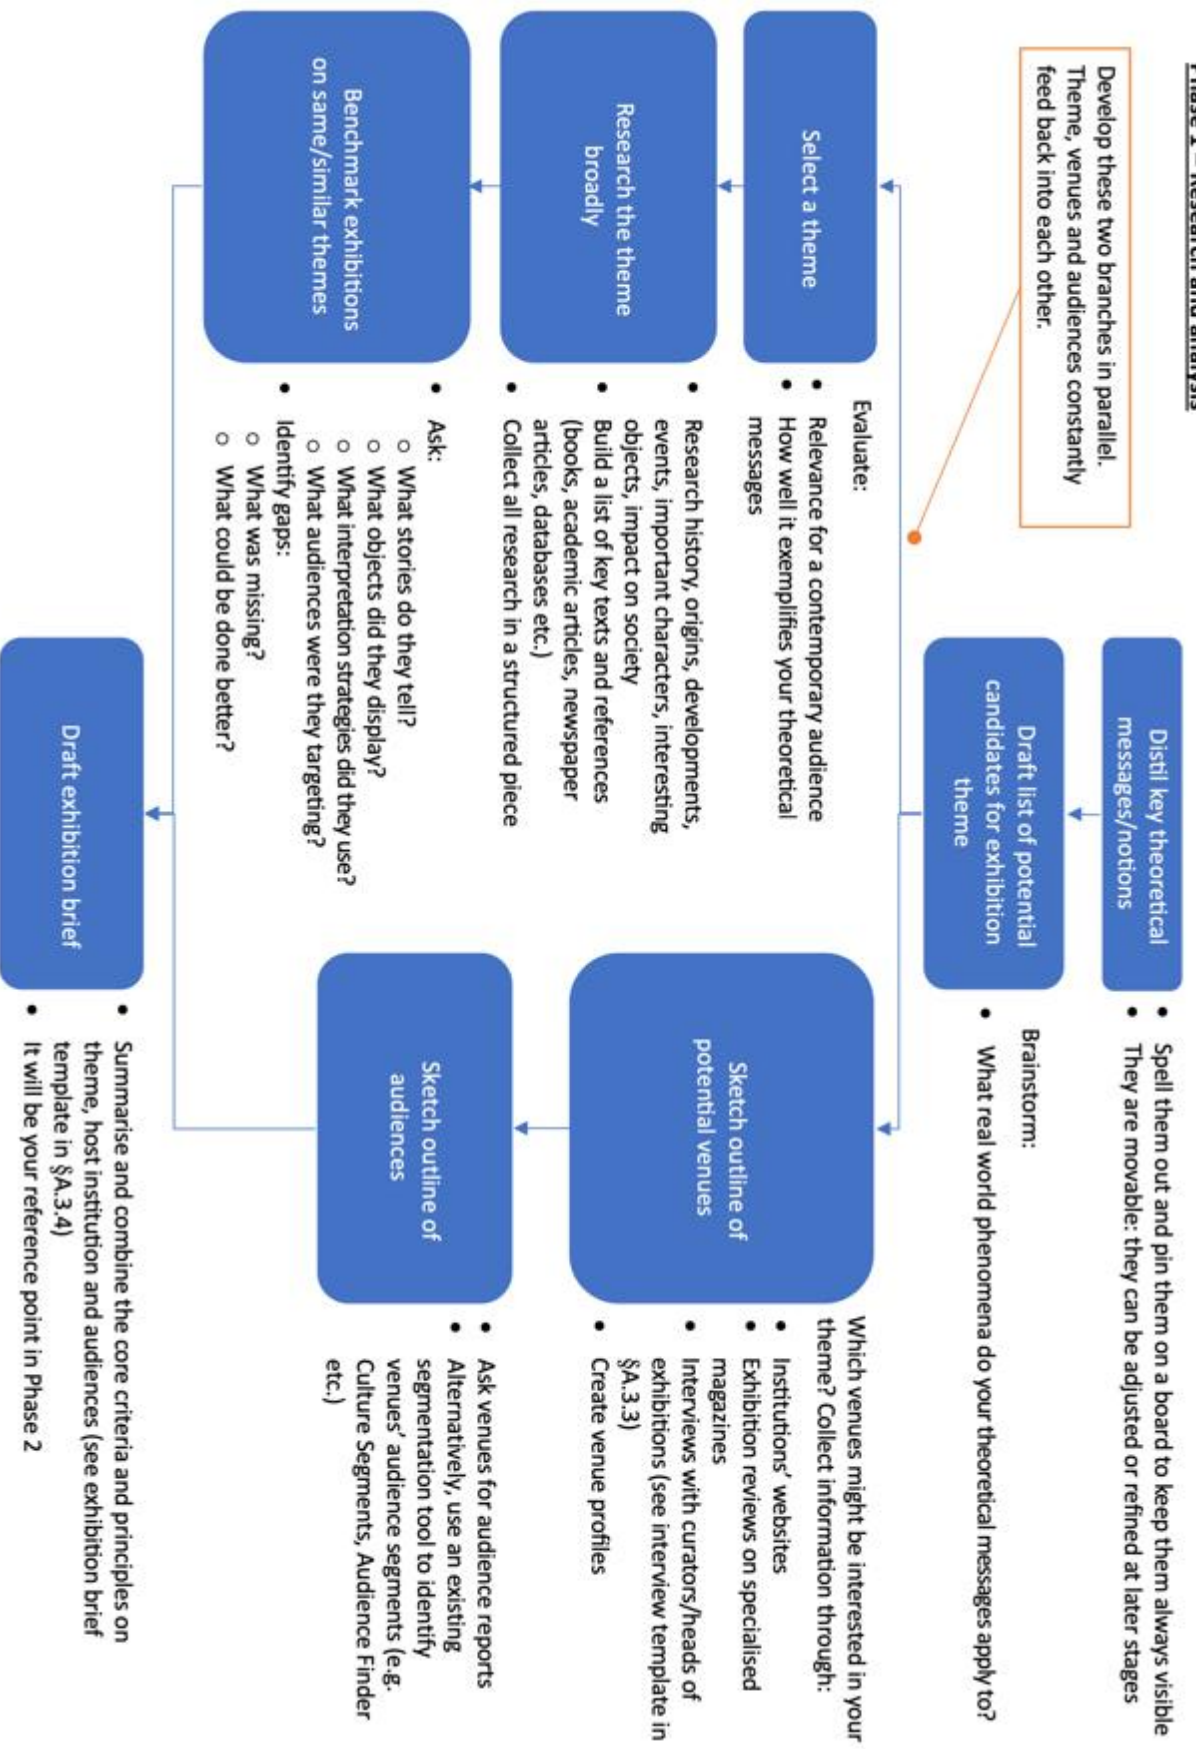 Phase 1 – Research and analysis
Develop these two branches in parallel.
Theme, venues and audiences constantly
feed back into each other.
Distil key theoretical
messages/notions
• Spell them out and pin them on a board to keep them always visible
• They are movable: they can be adjusted or refined at later stages
Draft list of potential
candidates for exhibition
theme
Brainstorm:
• What real world phenomena do your theoretical messages apply to?
Select a theme
Evaluate:
• Relevance for a contemporary audience
• How well it exemplifies your theoretical
messages
Research the theme
broadly
• Research history, origins, developments,
events, important characters, interesting
objects, impact on society
• Build a list of key texts and references
(books, academic articles, newspaper
articles, databases etc.)
• Collect all research in a structured piece
Benchmark exhibitions
on same/similar themes
• Ask:
○ What stories do they tell?
○ What objects did they display?
○ What interpretation strategies did they use?
○ What audiences were they targeting?
• Identify gaps:
○ What was missing?
○ What could be done better?
Sketch outline of
potential venues
Which venues might be interested in your
theme? Collect information through:
• Institutions’ websites
• Exhibition reviews on specialised
magazines
• Interviews with curators/heads of
exhibitions (see interview template in
§A.3.3)
• Create venue profiles
Sketch outline of
audiences
• Ask venues for audience reports
• Alternatively, use an existing
segmentation tool to identify
venues’ audience segments (e.g.
Culture Segments, Audience Finder
etc.)
Draft exhibition brief
• Summarise and combine the core criteria and principles on
theme, host institution and audiences (see exhibition brief
template in §A.3.4)
• It will be your reference point in Phase 2